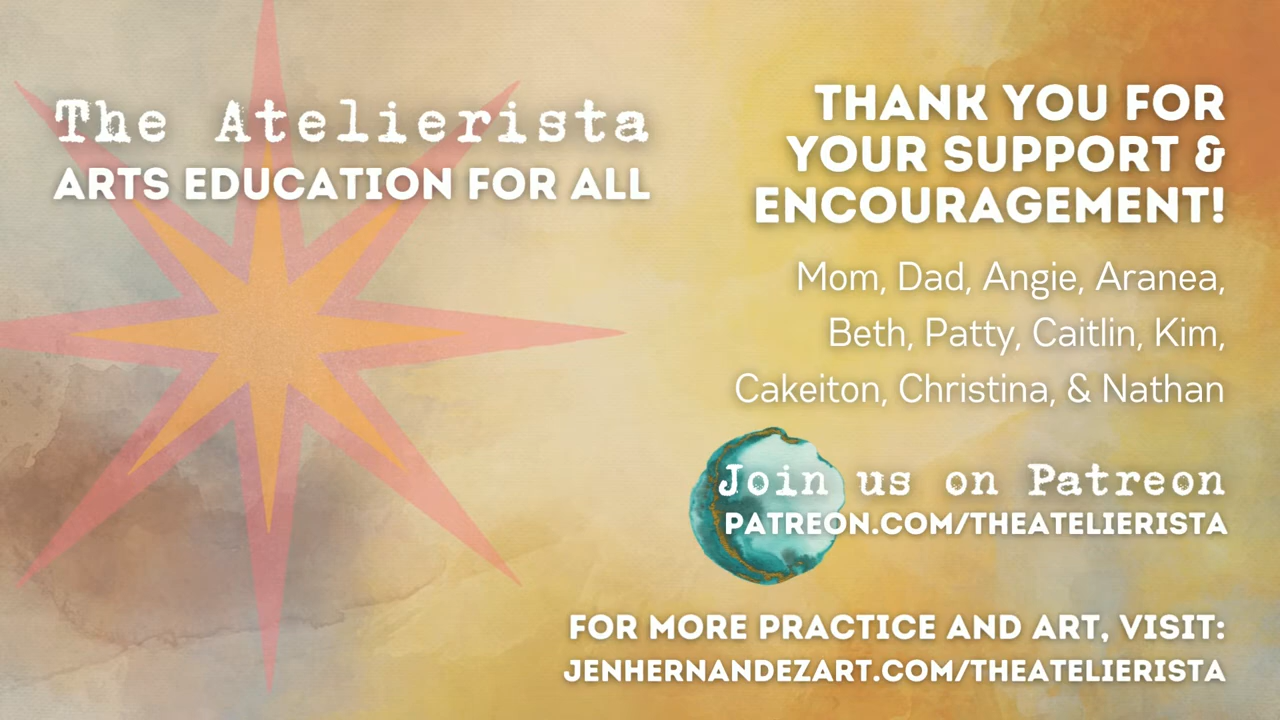 The Atelierista
ARTS EDUCATION FOR ALL
THANK YOU FOR
YOUR SUPPORT &
ENCOURAGEMENT!
Mom, Dad, Angie, Aranea,
Beth, Patty, Caitlin, Kim,
Cakeiton, Christina, & Nathan
Join us on Patreon
PATREON.COM/THEATELIERISTA
FOR MORE PRACTICE AND ART, VISIT:
JENHERNANDEZART.COM/THEATELIERISTA